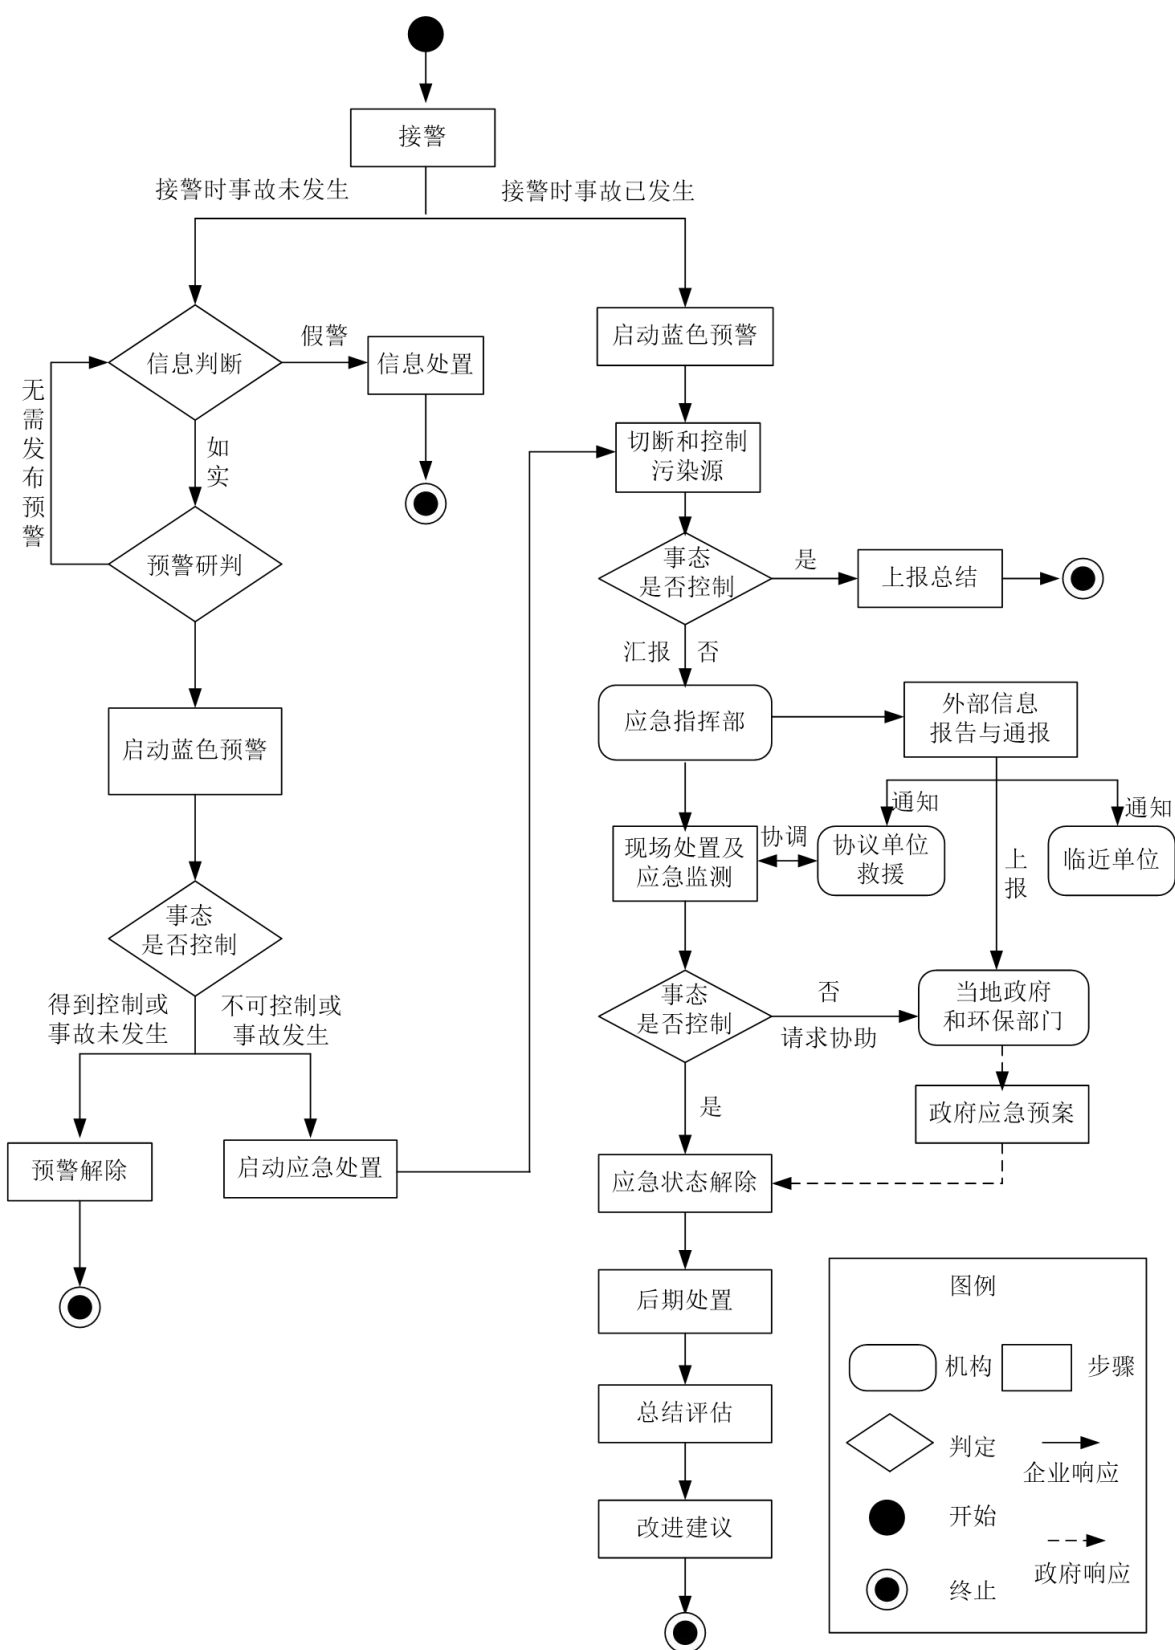 接警
接警时事故未发生
接警时事故已发生
信息判断
假警
信息处置
无需发布预警
如实
预警研判
启动蓝色预警
事态
是否控制
得到控制或
事故未发生
不可控制或
事故发生
预警解除
启动应急处置
启动蓝色预警
切断和控制
污染源
事态
是否控制
是
上报总结
汇报
否
应急指挥部
外部信息
报告与通报
通知
通知
现场处置及
应急监测
协调
协议单位
救援
上报
临近单位
事态
是否控制
否
请求协助
当地政府
和环保部门
是
政府应急预案
应急状态解除
后期处置
总结评估
改进建议
图例
机构
步骤
判定
企业响应
开始
政府响应
终止